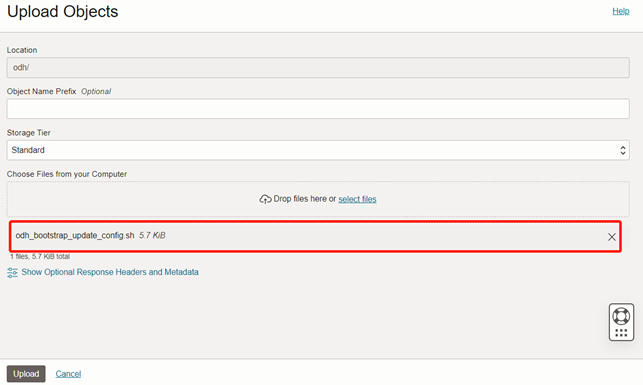 Upload Objects
Help
Location
odh/
Object Name Prefix Optional
Storage Tier
Standard
Choose Files from your Computer
Drop files here or select files
odh_bootstrap_update_config.sh 5.7 KiB
1 files, 5.7 KiB total
Show Optional Response Headers and Metadata
Upload Cancel